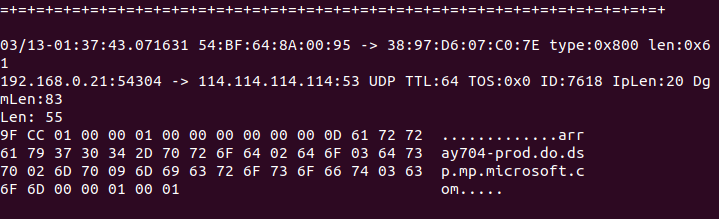 =+=+=+=+=+=+=+=+=+=+=+=+=+=+=+=+=+=+=+=+=+=+=+=+=+=+=+=+=+=+=+=+=+=+=+=+=+
03/13-01:37:43.071631 54:BF:64:8A:00:95 -> 38:97:D6:07:C0:7E type:0x800 len:0x6
1
192.168.0.21:54304 -> 114.114.114.114:53 UDP TTL:64 TOS:0x0 ID:7618 IpLen:20 Dg
mLen:83
Len: 55
9F CC 01 00 00 01 00 00 00 00 00 00 0D 61 72 72  .............arr
61 79 37 30 34 2D 70 72 6F 64 02 64 6F 03 64 73  ay704-prod.do.ds
70 02 6D 70 09 6D 69 63 72 6F 73 6F 66 74 03 63  p.mp.microsoft.c
6F 6D 00 00 01 00 01                             om.....